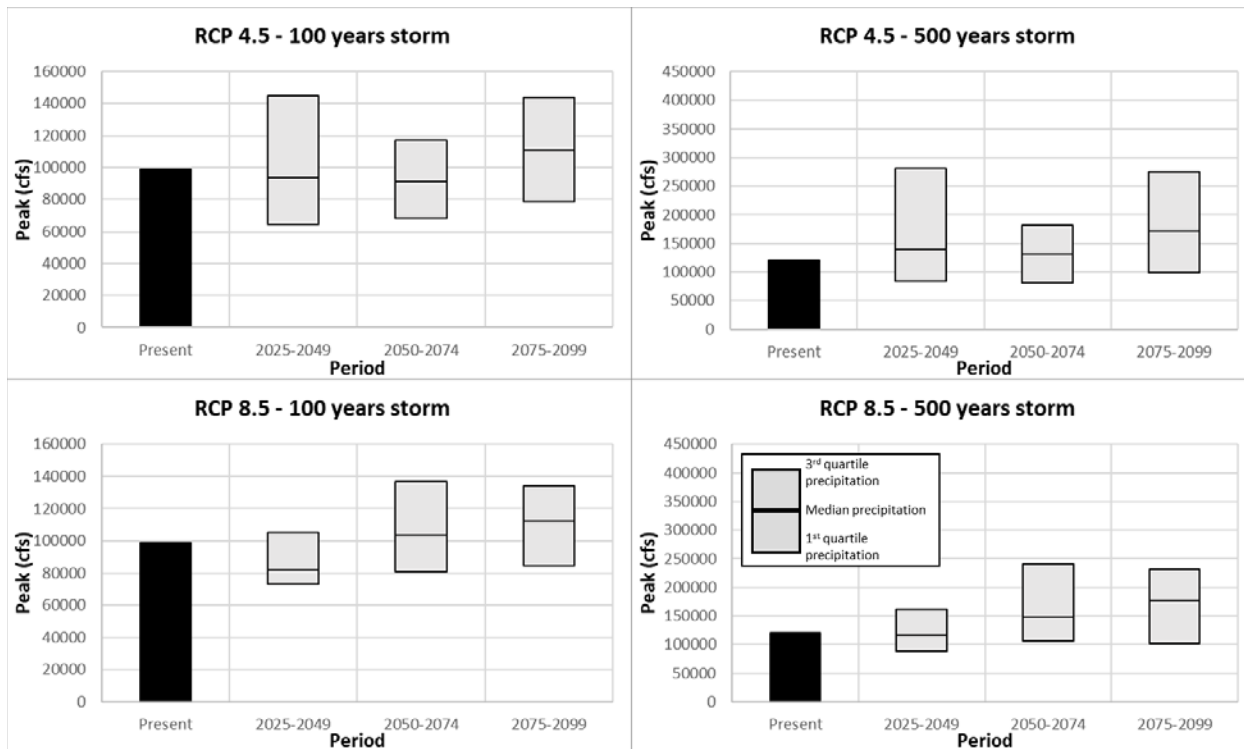 RCP 4.5 - 100 years storm
Peak (cfs)
160000
140000
120000
100000
80000
60000
40000
20000
0
Present 2025-2049 2050-2074 2075-2099
Period
RCP 4.5 - 500 years storm
Peak (cfs)
450000
400000
350000
300000
250000
200000
150000
100000
50000
0
Present 2025-2049 2050-2074 2075-2099
Period
RCP 8.5 - 100 years storm
Peak (cfs)
160000
140000
120000
100000
80000
60000
40000
20000
0
Present 2025-2049 2050-2074 2075-2099
Period
RCP 8.5 - 500 years storm
Peak (cfs)
450000
400000
350000
300000
250000
200000
150000
100000
50000
0
3rd quartile
precipitation
Median precipitation
1st quartile
precipitation
Present 2025-2049 2050-2074 2075-2099
Period